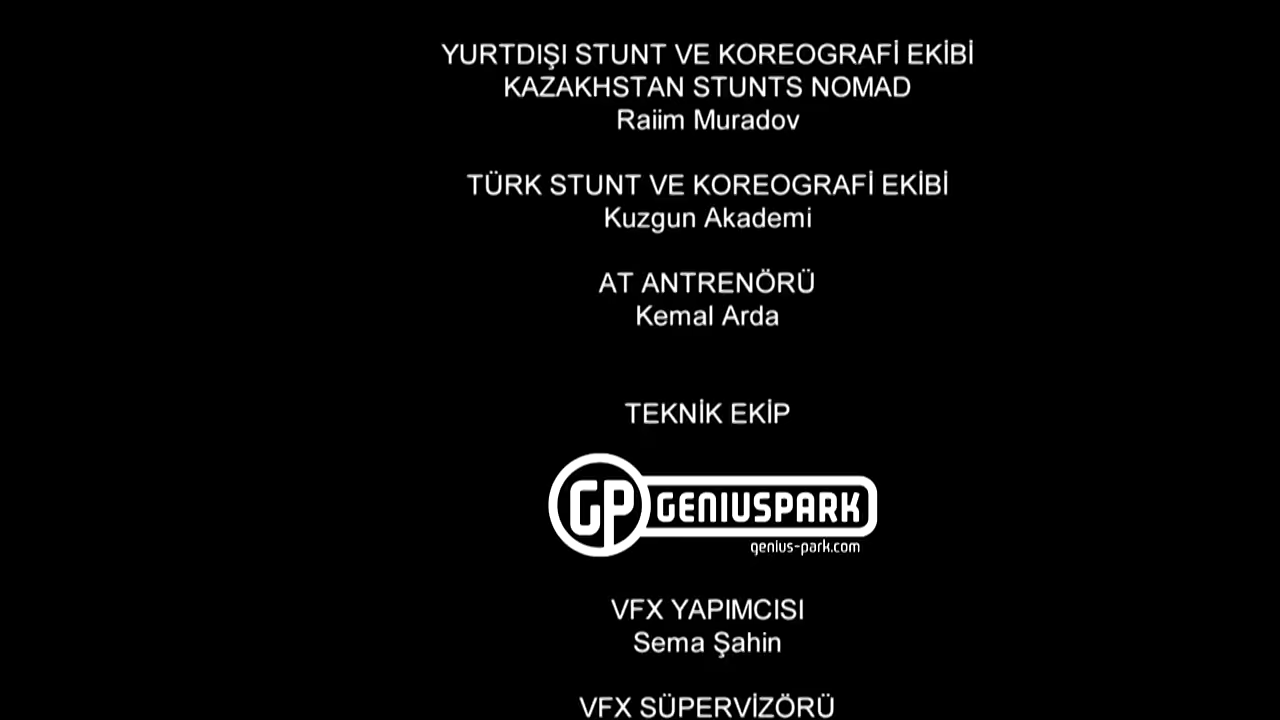 YURTDIŞI STUNT VE KOREOGRAFİ EKİBİ
KAZAKHSTAN STUNTS NOMAD
Raiim Muradov
TÜRK STUNT VE KOREOGRAFİ EKİBİ
Kuzgun Akademi
AT ANTRENÖRÜ
Kemal Arda
TEKNİK EKİP
GP GENIUSPARK
genius-park.com
VFX YAPIMCISI
Sema Şahin
VFX SÜPERVİZÖRÜ